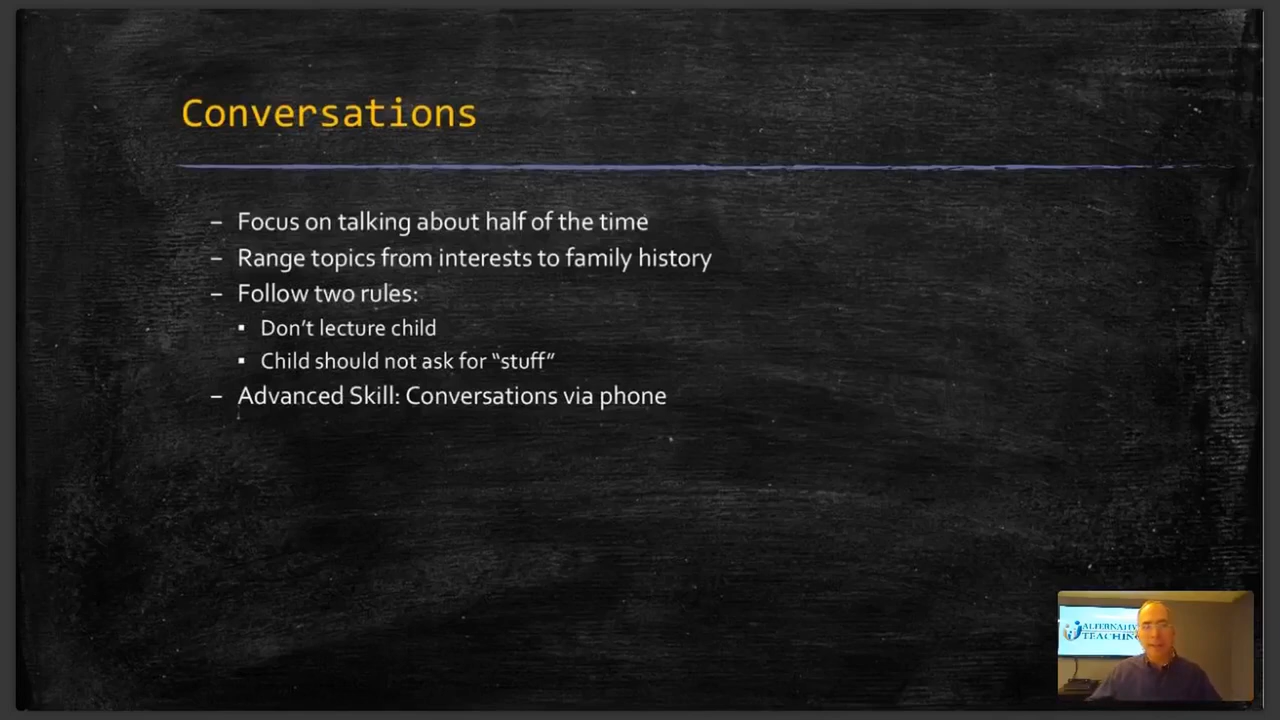 Conversations
– Focus on talking about half of the time
– Range topics from interests to family history
– Follow two rules:
▪ Don’t lecture child
▪ Child should not ask for “stuff”
– Advanced Skill: Conversations via phone